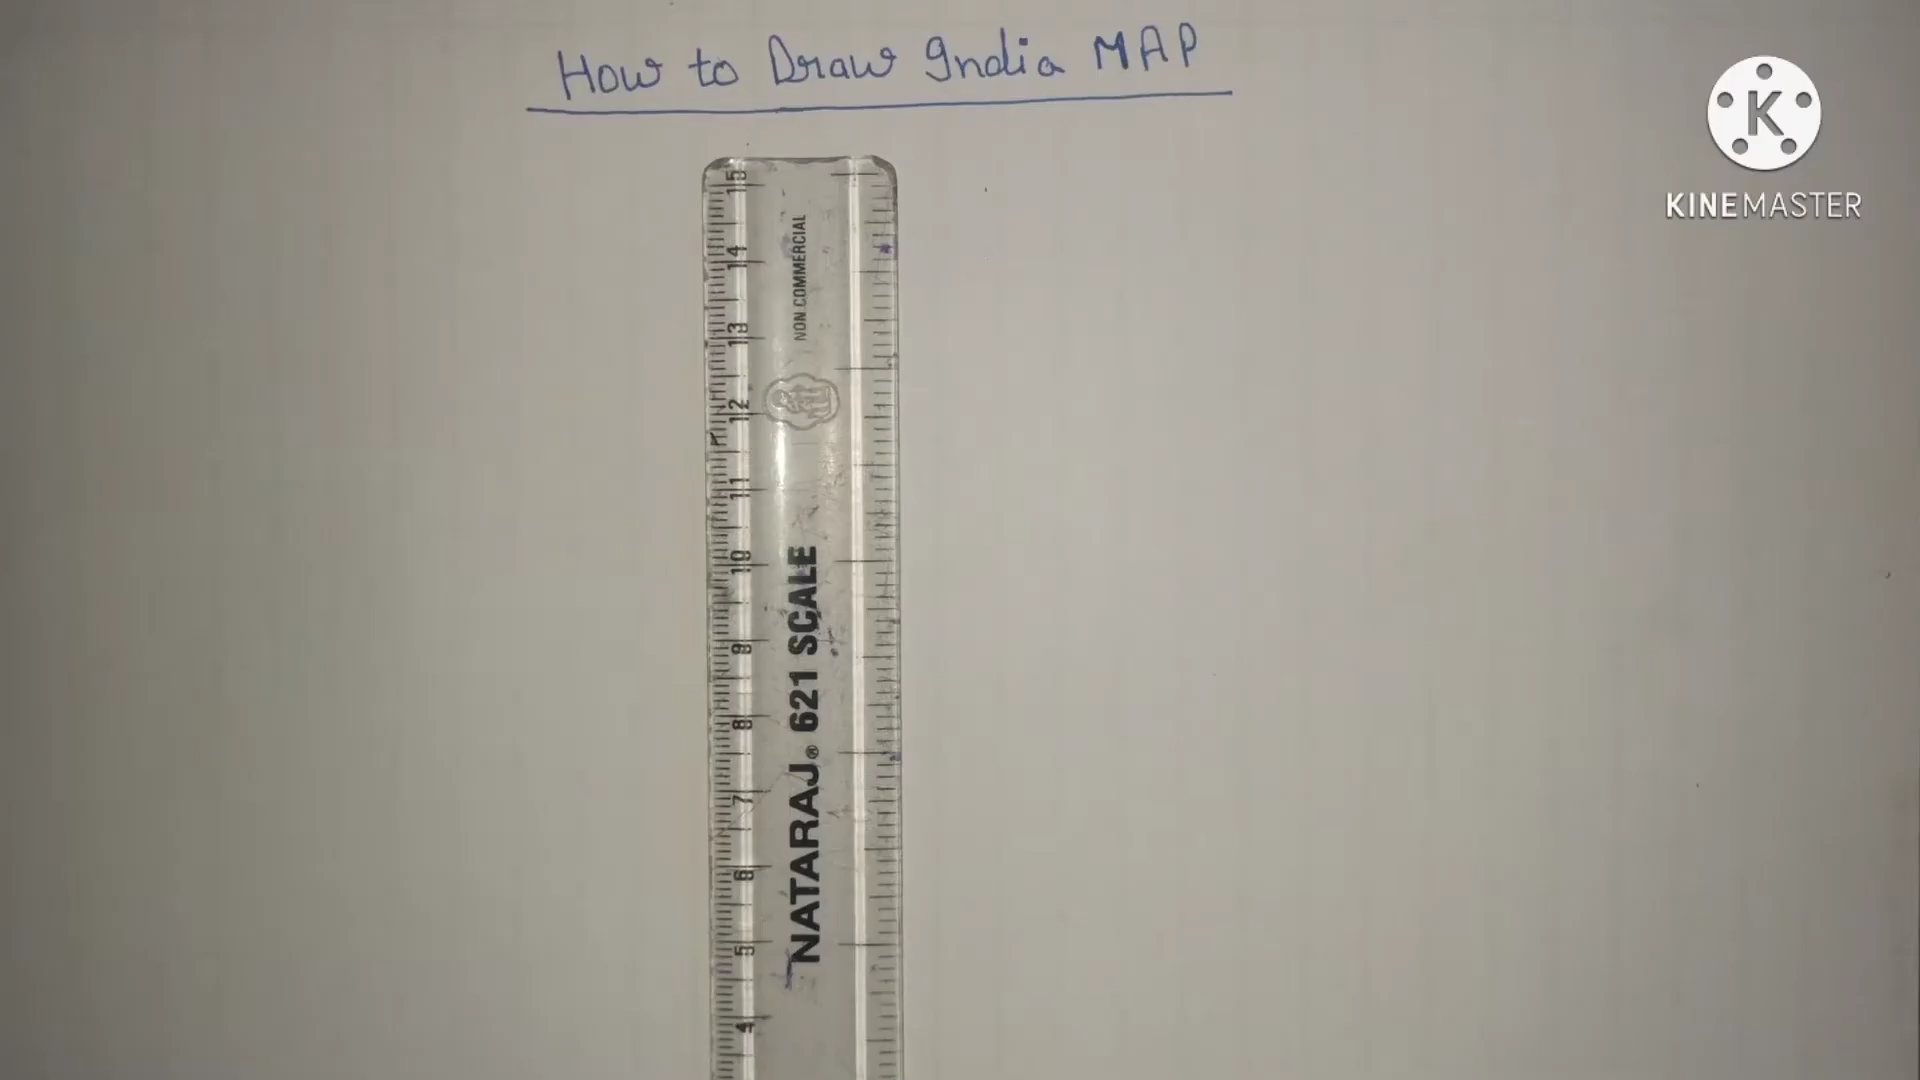 How to Draw India MAP
K
KINEMASTER
15
14
NON COMMERCIAL
13
12
11
10
9
NATARAJ® 621 SCALE
8
7
6
5
4